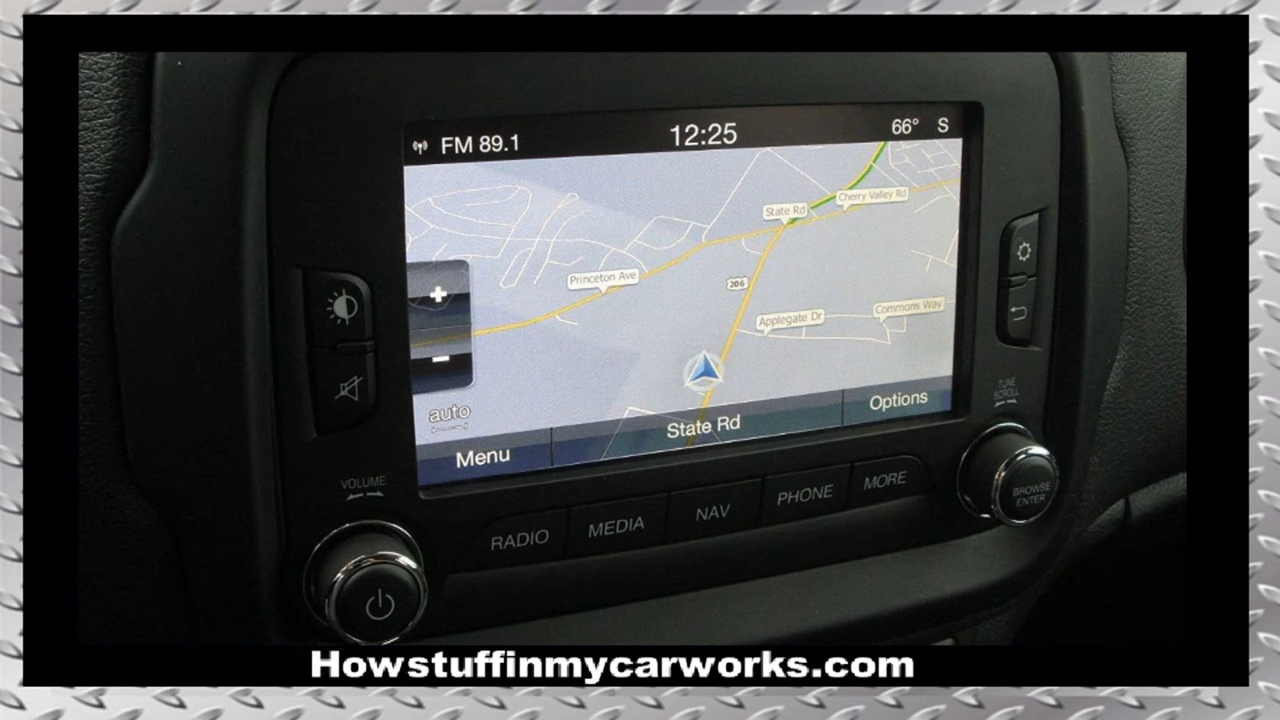 FM 89.1 12:25 66° S
Cherry Valley Rd
State Rd
Princeton Ave
206
Commons Way
Applegate Dr
+
-
auto
Menu State Rd Options
TUNE
SCROLL
VOLUME
RADIO MEDIA NAV PHONE MORE
BROWSE
ENTER
Howstuffinmycarworks.com